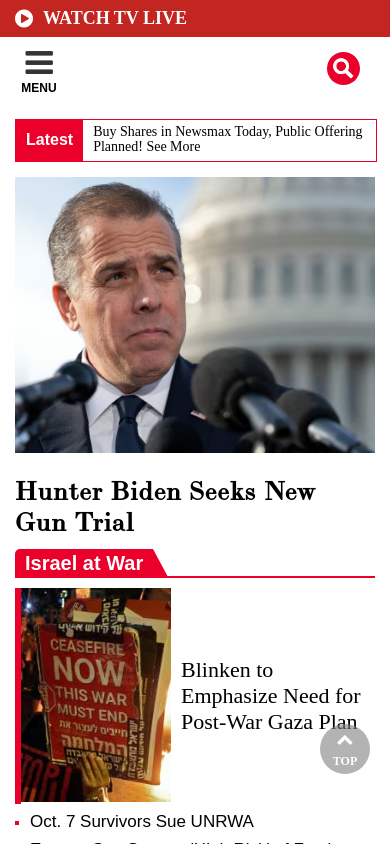 WATCH TV LIVE
MENU
Latest
Buy Shares in Newsmax Today, Public Offering
Planned! See More
Hunter Biden Seeks New
Gun Trial
Israel at War
CEASEFIRE
NOW
THIS WAR
MUST END
המלחמה
Blinken to
Emphasize Need for
Post-War Gaza Plan
TOP
Oct. 7 Survivors Sue UNRWA